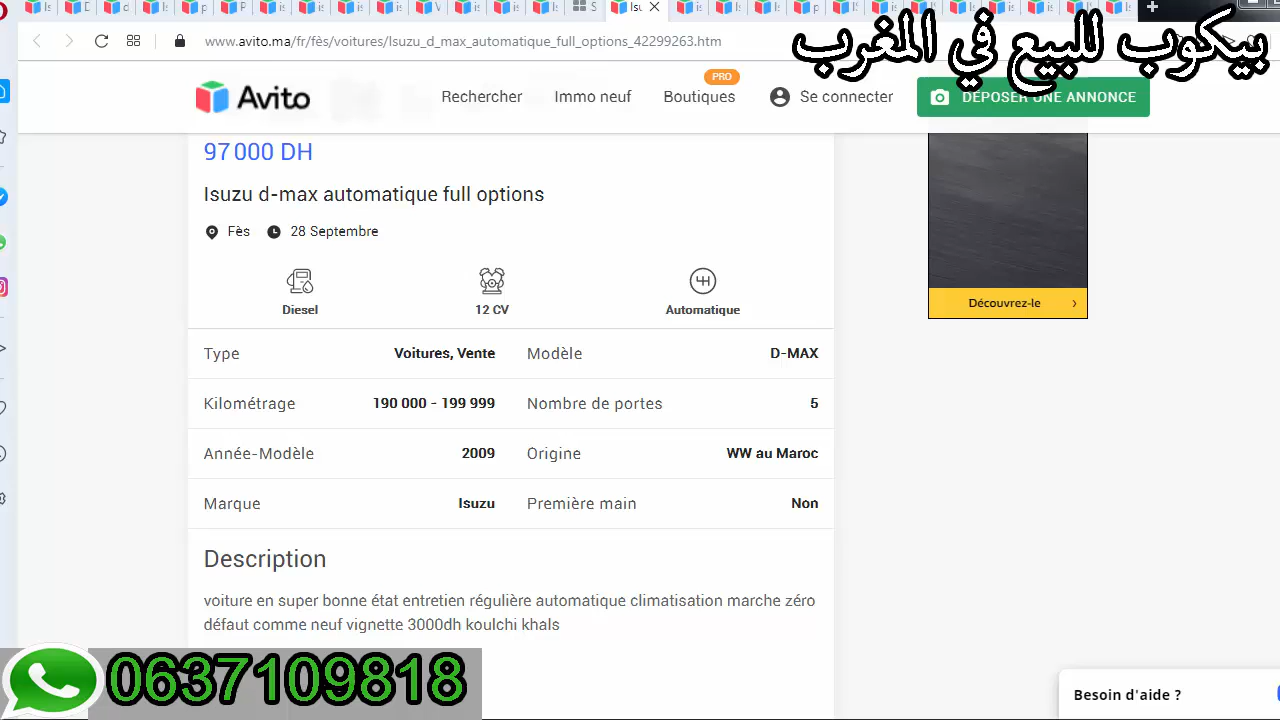 www.avito.ma/fr/fès/voitures/Isuzu_d_max_automatique_full_options_42299263.htm
بيكوب للبيع في المغرب
Avito
Rechercher
Immo neuf
PRO
Boutiques
Se connecter
DÉPOSER UNE ANNONCE
97 000 DH
Isuzu d-max automatique full options
Fès 28 Septembre
Diesel 12 CV Automatique
Type Voitures, Vente Modèle D-MAX
Kilométrage 190 000 - 199 999 Nombre de portes 5
Année-Modèle 2009 Origine WW au Maroc
Marque Isuzu Première main Non
Découvrez-le
Description
voiture en super bonne état entretien régulière automatique climatisation marche zéro
défaut comme neuf vignette 3000dh koulchi khals
0637109818
Besoin d'aide ?